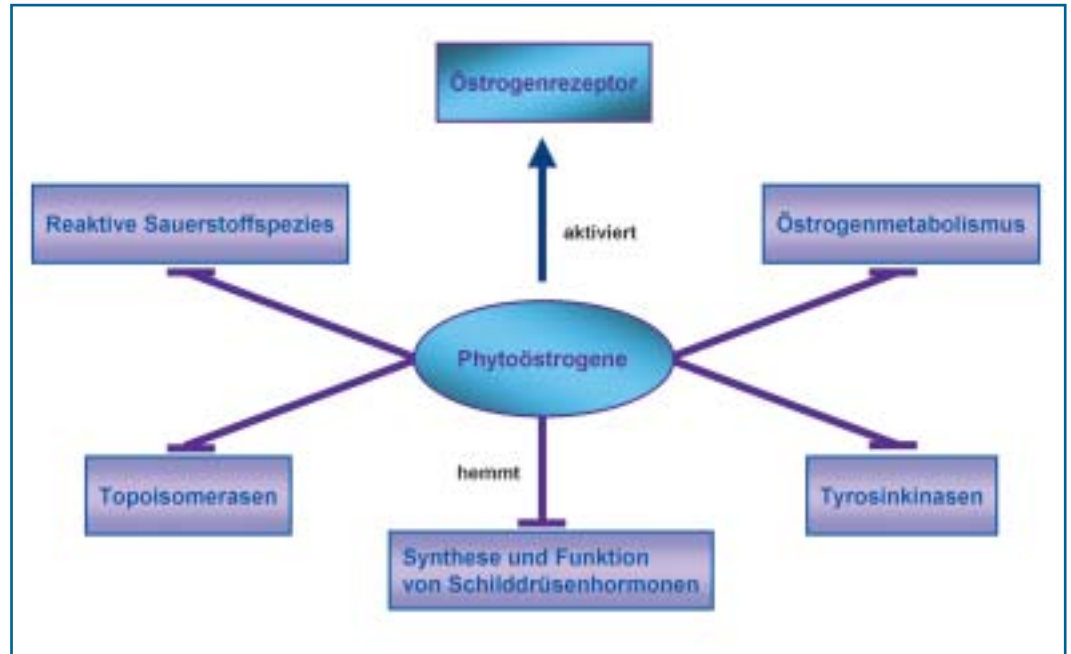 Östrogenrezeptor
Reaktive Sauerstoffspezies
aktiviert
Östrogenmetabolismus
Phytoöstrogene
Topoisomerasen
hemmt
Tyrosinkinasen
Synthese und Funktion
von Schilddrüsenhormonen